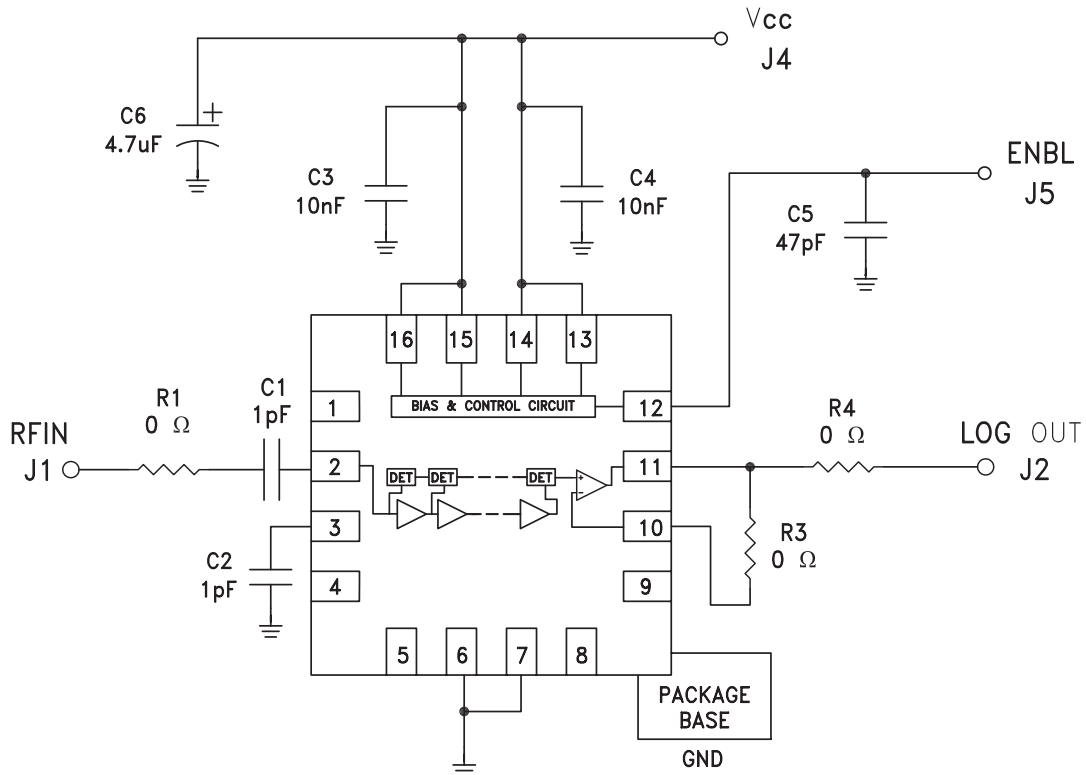 Vcc
J4
C6
4.7uF
+
C3
10nF
C4
10nF
ENBL
J5
C5
47pF
16
15
14
13
BIAS & CONTROL CIRCUIT
12
1
R1
0 Ω
C1
1pF
RFIN
J1
2
DET
DET
DET
+
−
11
R4
0 Ω
LOG OUT
J2
3
10
R3
0 Ω
C2
1pF
4
9
5
6
7
8
PACKAGE
BASE
GND